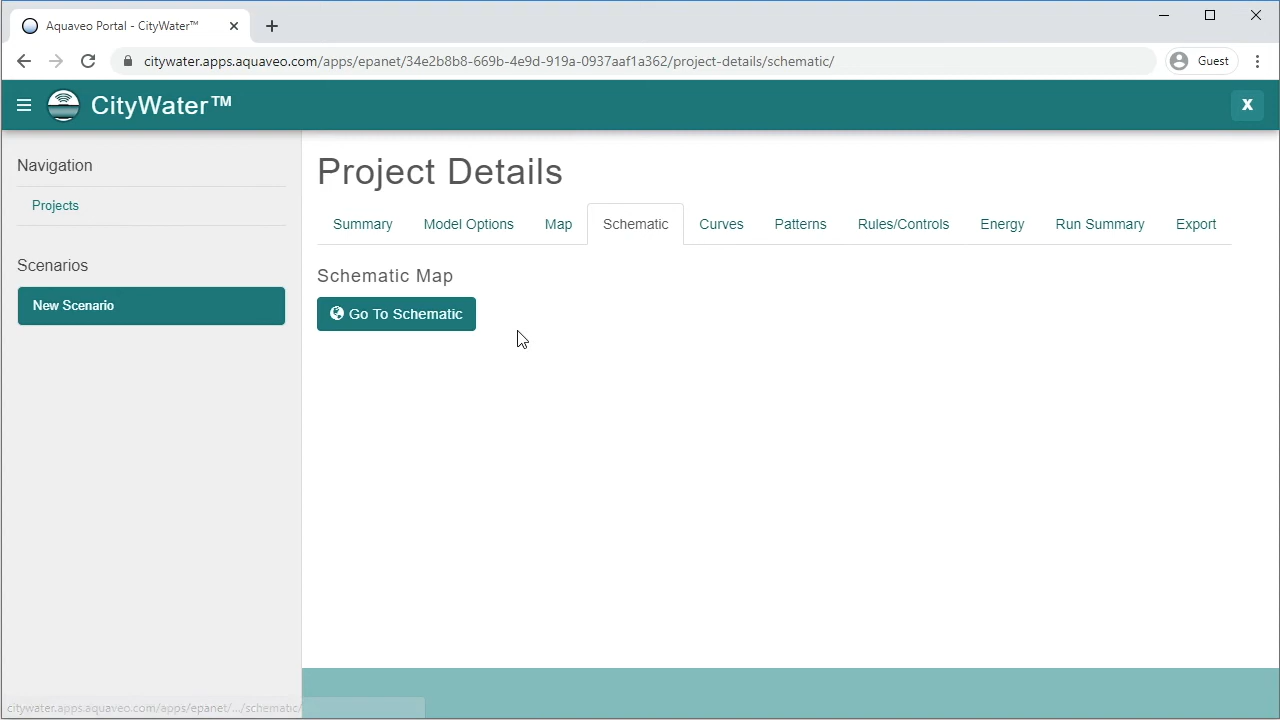 Aquaveo Portal - CityWater™
citywater.apps.aquaveo.com/apps/epanet/34e2b8b8-669b-4e9d-919a-0937aaf1a362/project-details/schematic/
Guest
CityWater™
X
Navigation
Projects
Scenarios
New Scenario
Project Details
Summary Model Options Map Schematic Curves Patterns Rules/Controls Energy Run Summary Export
Schematic Map
Go To Schematic
citywater.apps.aquaveo.com/apps/epanet/.../schematic/